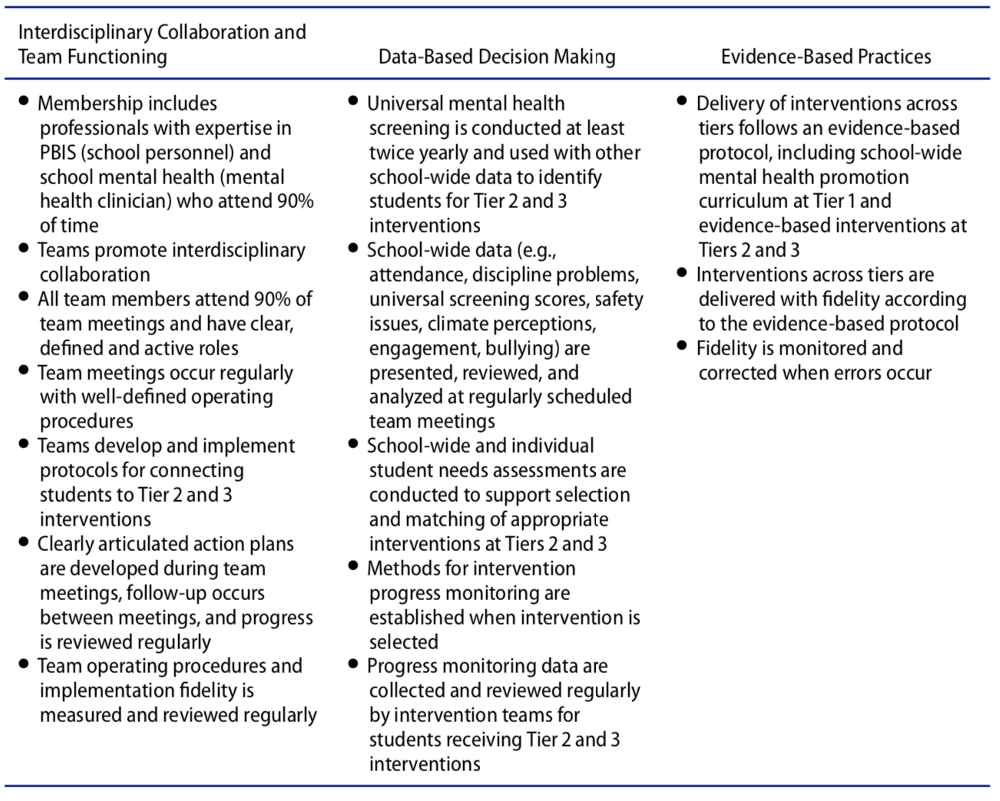 Interdisciplinary Collaboration and
Team Functioning
Data-Based Decision Making
Evidence-Based Practices
● Membership includes
professionals with expertise in
PBIS (school personnel) and
school mental health (mental
health clinician) who attend 90%
of time
● Teams promote interdisciplinary
collaboration
● All team members attend 90% of
team meetings and have clear,
defined and active roles
● Team meetings occur regularly
with well-defined operating
procedures
● Teams develop and implement
protocols for connecting
students to Tier 2 and 3
interventions
● Clearly articulated action plans
are developed during team
meetings, follow-up occurs
between meetings, and progress
is reviewed regularly
● Team operating procedures and
implementation fidelity is
measured and reviewed regularly
● Universal mental health
screening is conducted at least
twice yearly and used with other
school-wide data to identify
students for Tier 2 and 3
interventions
● School-wide data (e.g.,
attendance, discipline problems,
universal screening scores, safety
issues, climate perceptions,
engagement, bullying) are
presented, reviewed, and
analyzed at regularly scheduled
team meetings
● School-wide and individual
student needs assessments are
conducted to support selection
and matching of appropriate
interventions at Tiers 2 and 3
● Methods for intervention
progress monitoring are
established when intervention is
selected
● Progress monitoring data are
collected and reviewed regularly
by intervention teams for
students receiving Tier 2 and 3
interventions
● Delivery of interventions across
tiers follows an evidence-based
protocol, including school-wide
mental health promotion
curriculum at Tier 1 and
evidence-based interventions at
Tiers 2 and 3
● Interventions across tiers are
delivered with fidelity according
to the evidence-based protocol
● Fidelity is monitored and
corrected when errors occur